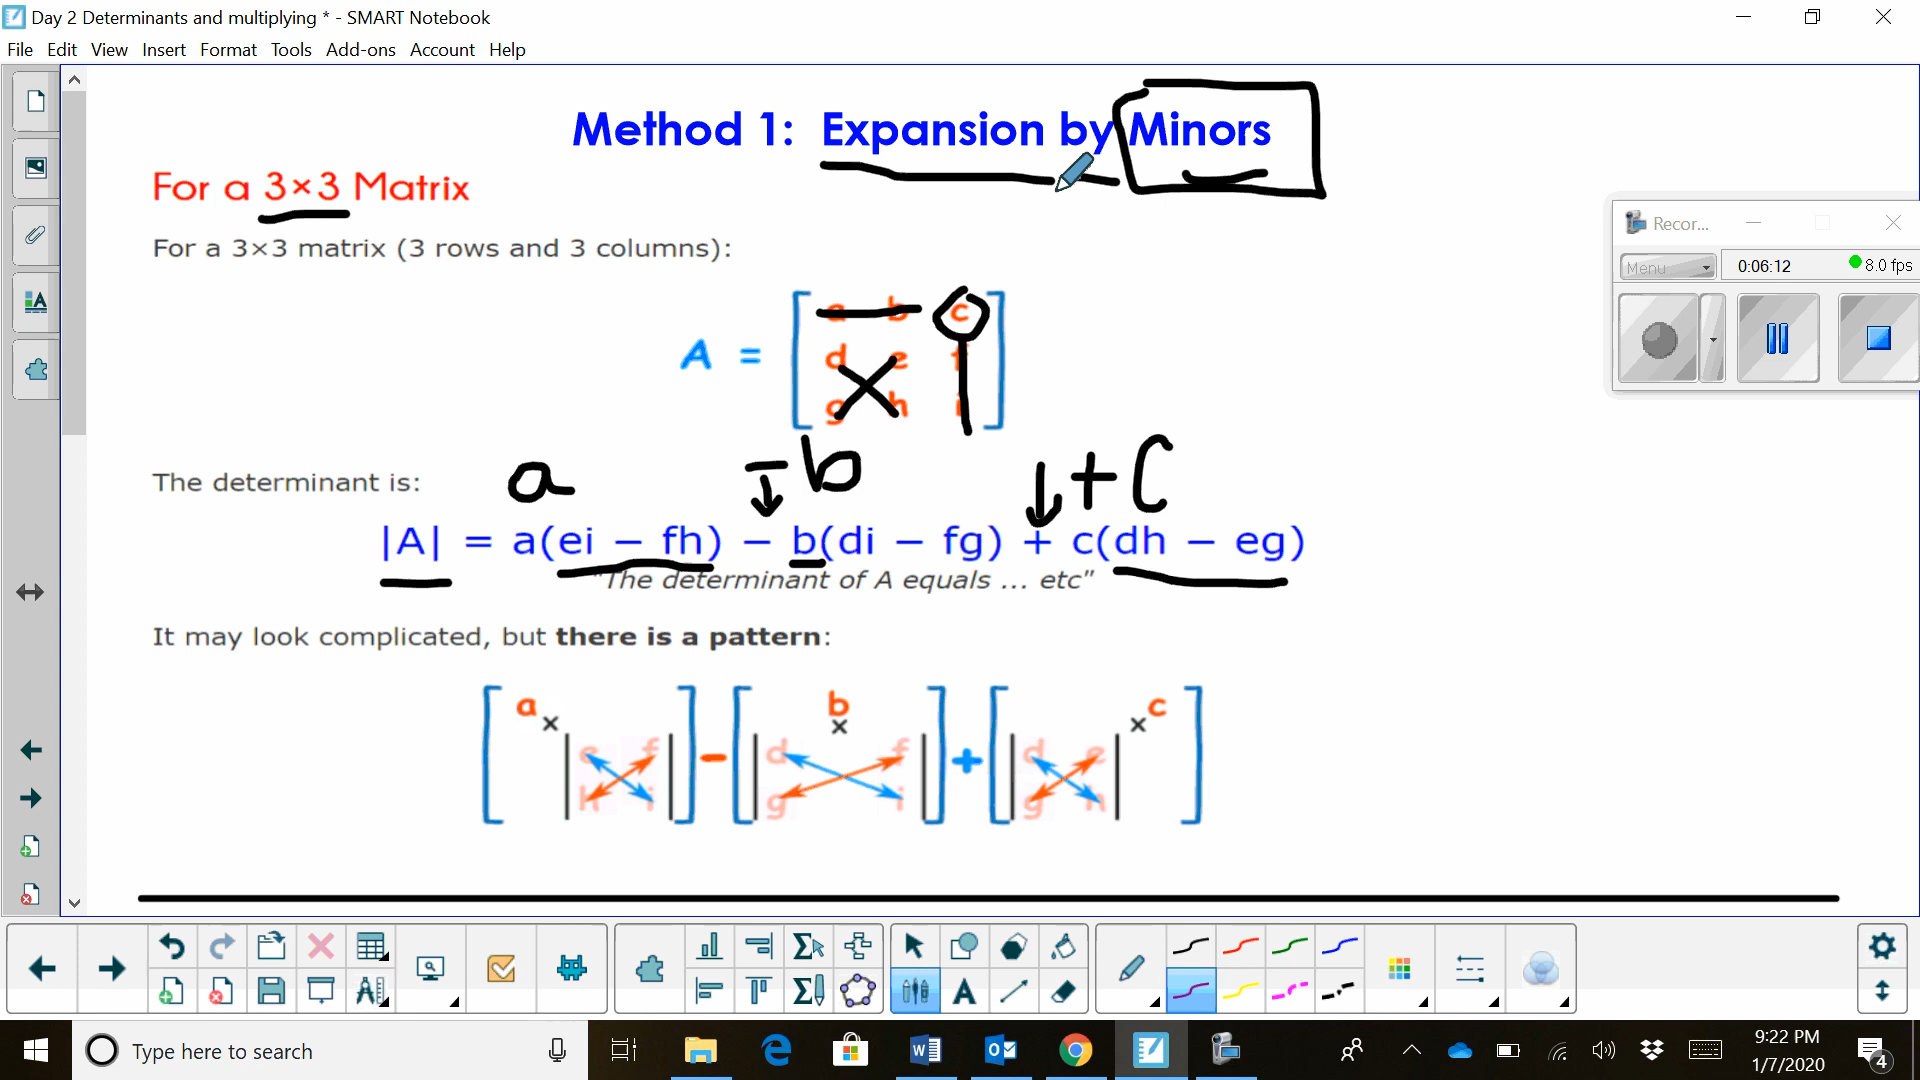 Day 2 Determinants and multiplying * - SMART Notebook
File Edit View Insert Format Tools Add-ons Account Help
Method 1: Expansion by Minors
For a 3×3 Matrix
For a 3×3 matrix (3 rows and 3 columns):
Recor...
Menu 0:06:12 8.0 fps
a b c
A = d e f
g h i
a - b + C
The determinant is:
|A| = a(ei − fh) − b(di − fg) + c(dh − eg)
"The determinant of A equals ... etc"
It may look complicated, but there is a pattern:
a × b × × c
e f - d f + d e
h i g i g h
Type here to search
9:22 PM
1/7/2020
4